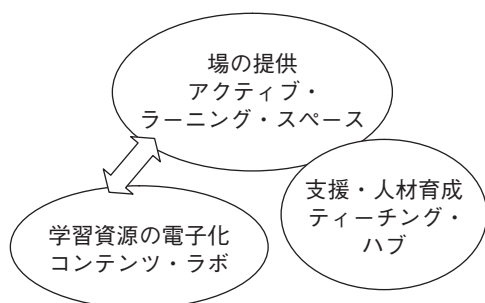 場の提供
アクティブ・
ラーニング・スペース
支援・人材育成
ティーチング・
ハブ
学習資源の電子化
コンテンツ・ラボ